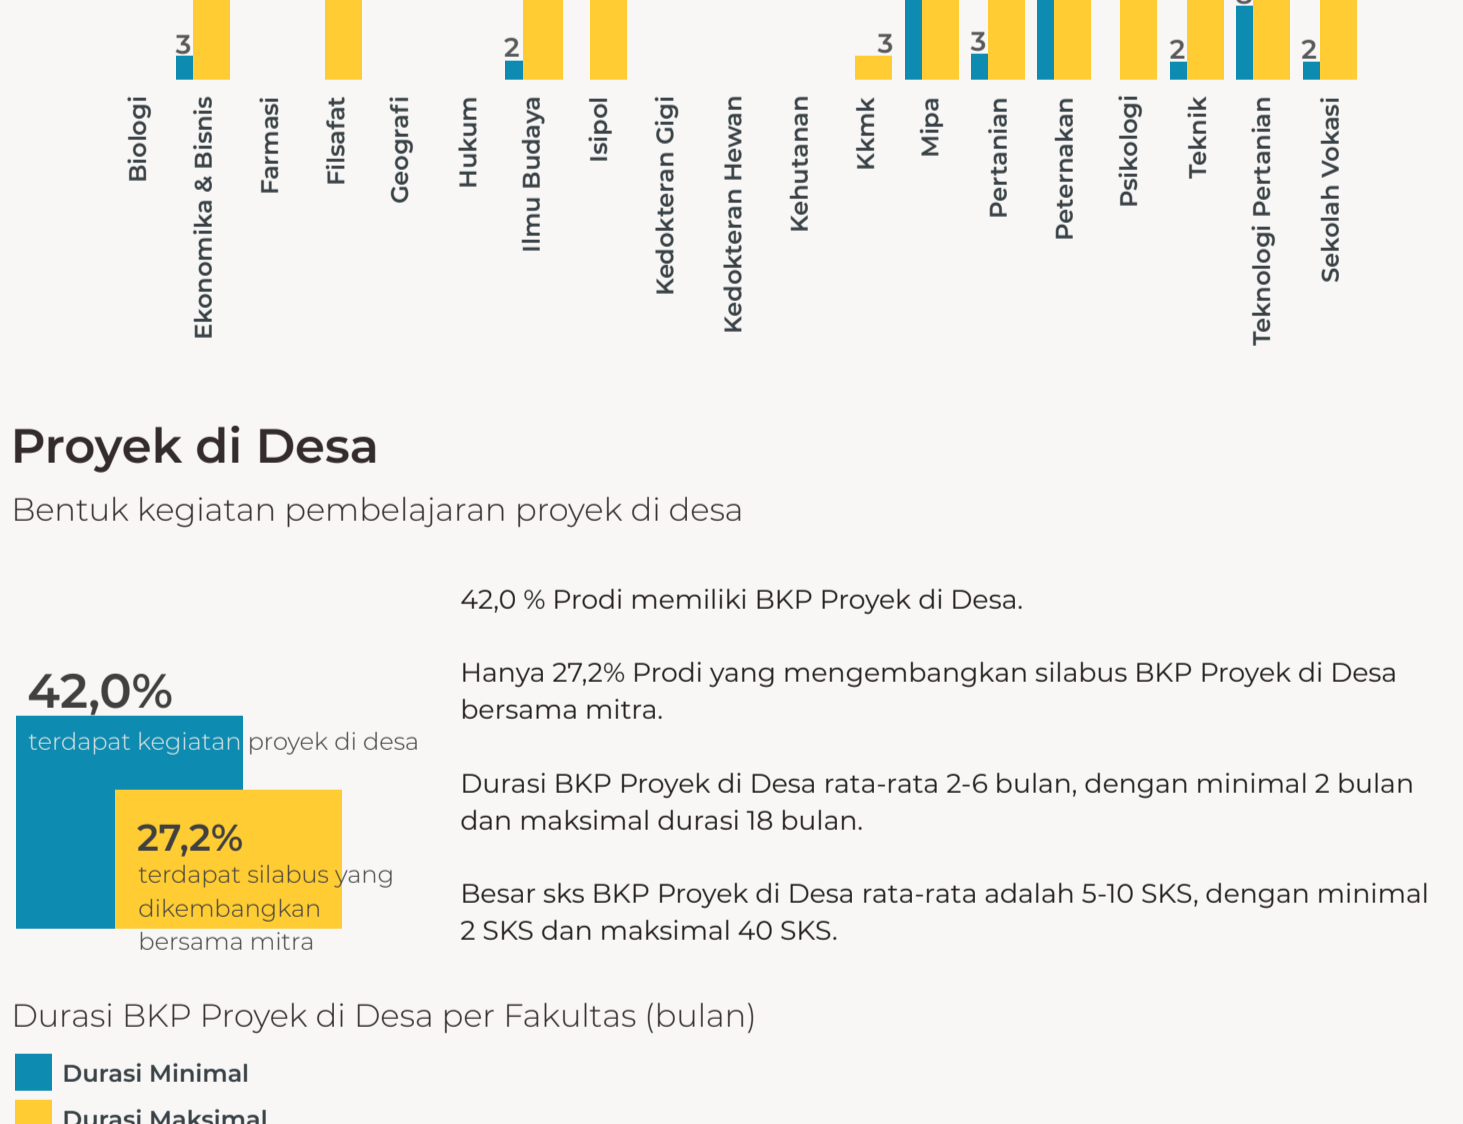 3
2
3
3
2
2
Biologi
Ekonomika & Bisnis
Farmasi
Filsafat
Geografi
Hukum
Ilmu Budaya
Isipol
Kedokteran Gigi
Kedokteran Hewan
Kehutanan
Kkmk
Mipa
Pertanian
Peternakan
Psikologi
Teknik
Teknologi Pertanian
Sekolah Vokasi
Proyek di Desa
Bentuk kegiatan pembelajaran proyek di desa
42,0%
terdapat kegiatan proyek di desa
27,2%
terdapat silabus yang
dikembangkan
bersama mitra
42,0 % Prodi memiliki BKP Proyek di Desa.
Hanya 27,2% Prodi yang mengembangkan silabus BKP Proyek di Desa
bersama mitra.
Durasi BKP Proyek di Desa rata-rata 2-6 bulan, dengan minimal 2 bulan
dan maksimal durasi 18 bulan.
Besar sks BKP Proyek di Desa rata-rata adalah 5-10 SKS, dengan minimal
2 SKS dan maksimal 40 SKS.
Durasi BKP Proyek di Desa per Fakultas (bulan)
Durasi Minimal
Durasi Maksimal